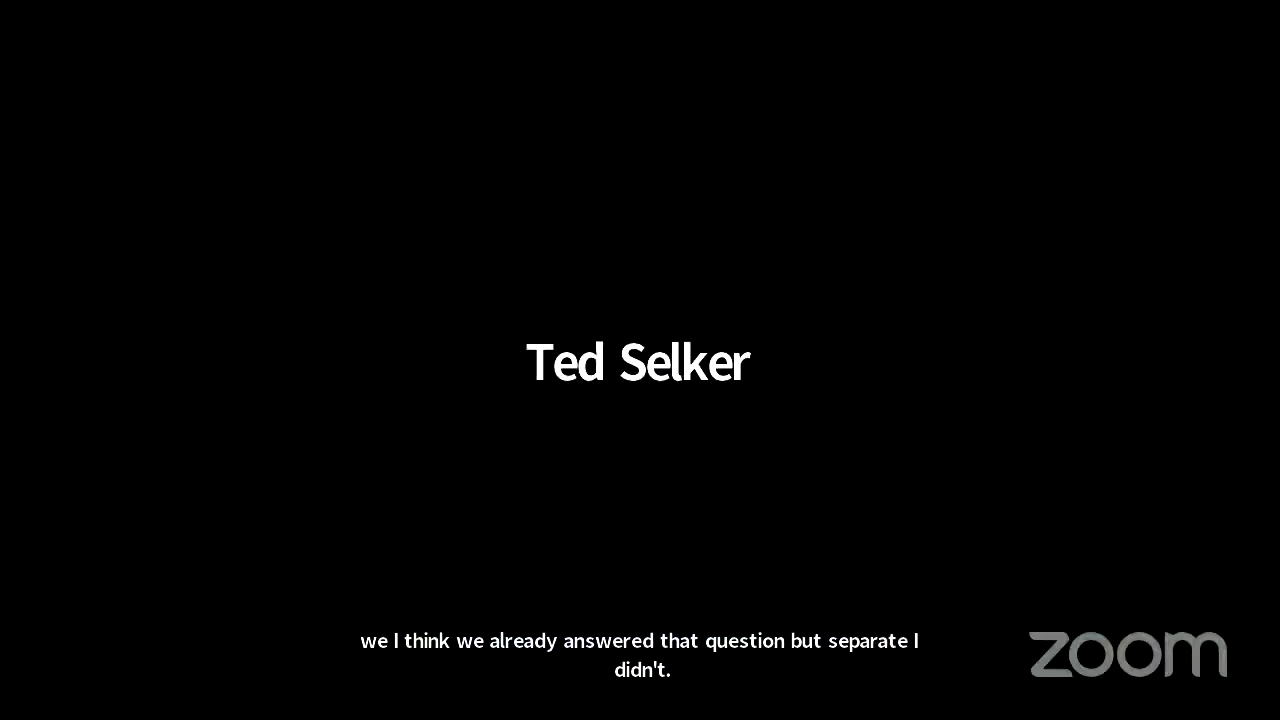 Ted Selker
we I think we already answered that question but separate I
didn't.
zoom